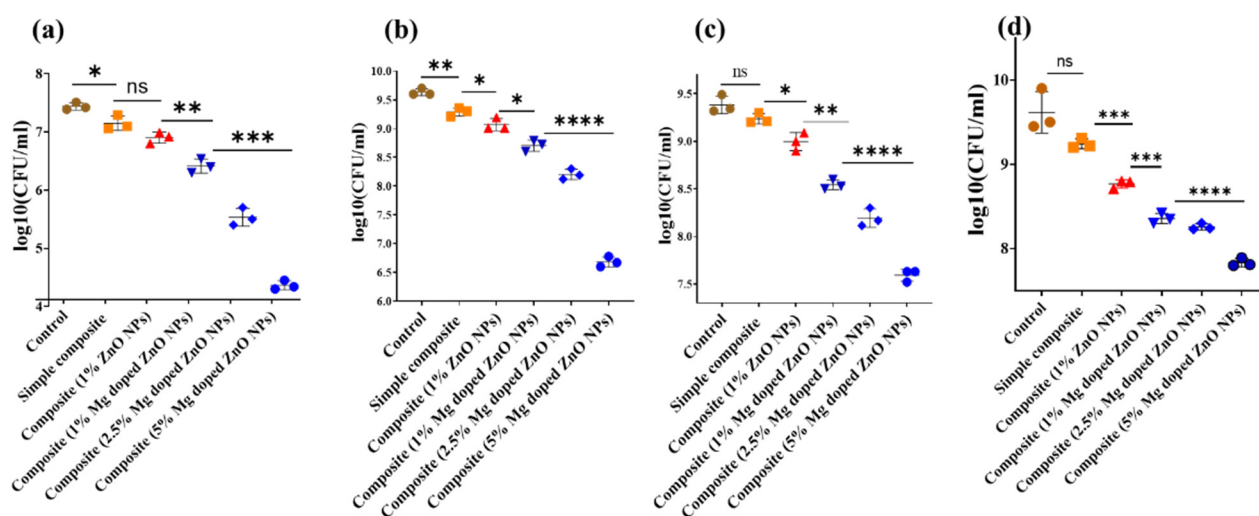 (a)
log10(CFU/ml)
8
7
6
5
4
*
ns
**
***
Control
Simple composite
Composite (1% ZnO NPs)
Composite (1% Mg doped ZnO NPs)
Composite (2.5% Mg doped ZnO NPs)
Composite (5% Mg doped ZnO NPs)
(b)
log10(CFU/ml)
10.0
9.5
9.0
8.5
8.0
7.5
7.0
6.5
6.0
**
*
*
****
Control
Simple composite
Composite (1% ZnO NPs)
Composite (1% Mg doped ZnO NPs)
Composite (2.5% Mg doped ZnO NPs)
Composite (5% Mg doped ZnO NPs)
(c)
log10(CFU/ml)
9.5
9.0
8.5
8.0
7.5
ns
*
**
****
Control
Simple composite
Composite (1% ZnO NPs)
Composite (1% Mg doped ZnO NPs)
Composite (2.5% Mg doped ZnO NPs)
Composite (5% Mg doped ZnO NPs)
(d)
log10(CFU/ml)
10
9
8
ns
***
***
****
Control
Simple composite
Composite (1% ZnO NPs)
Composite (1% Mg doped ZnO NPs)
Composite (2.5% Mg doped ZnO NPs)
Composite (5% Mg doped ZnO NPs)